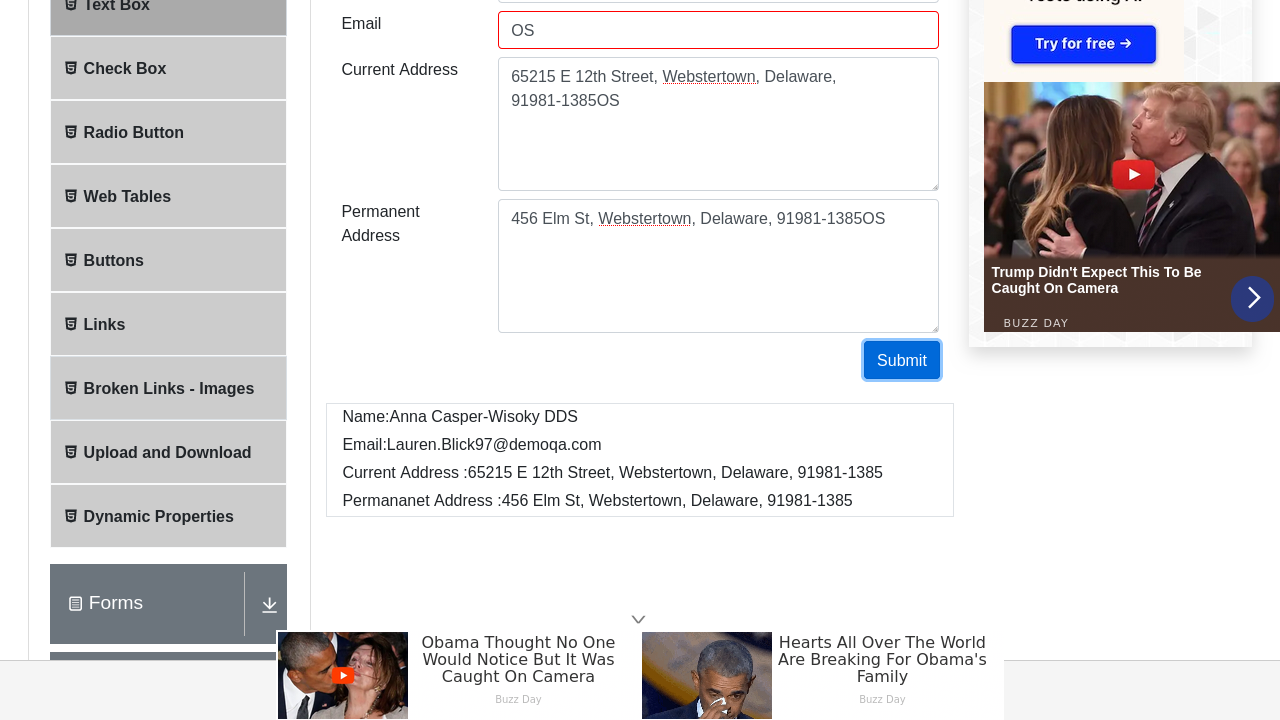 Text Box
Check Box
Radio Button
Web Tables
Buttons
Links
Broken Links - Images
Upload and Download
Dynamic Properties
Forms
Email
OS
Current Address
65215 E 12th Street, Webstertown, Delaware,
91981-1385OS
Permanent
Address
456 Elm St, Webstertown, Delaware, 91981-1385OS
Submit
Name:Anna Casper-Wisoky DDS
Email:Lauren.Blick97@demoqa.com
Current Address :65215 E 12th Street, Webstertown, Delaware, 91981-1385
Permananet Address :456 Elm St, Webstertown, Delaware, 91981-1385
Try for free →
Trump Didn't Expect This To Be
Caught On Camera
BUZZ DAY
Obama Thought No One
Would Notice But It Was
Caught On Camera
Buzz Day
Hearts All Over The World
Are Breaking For Obama's
Family
Buzz Day